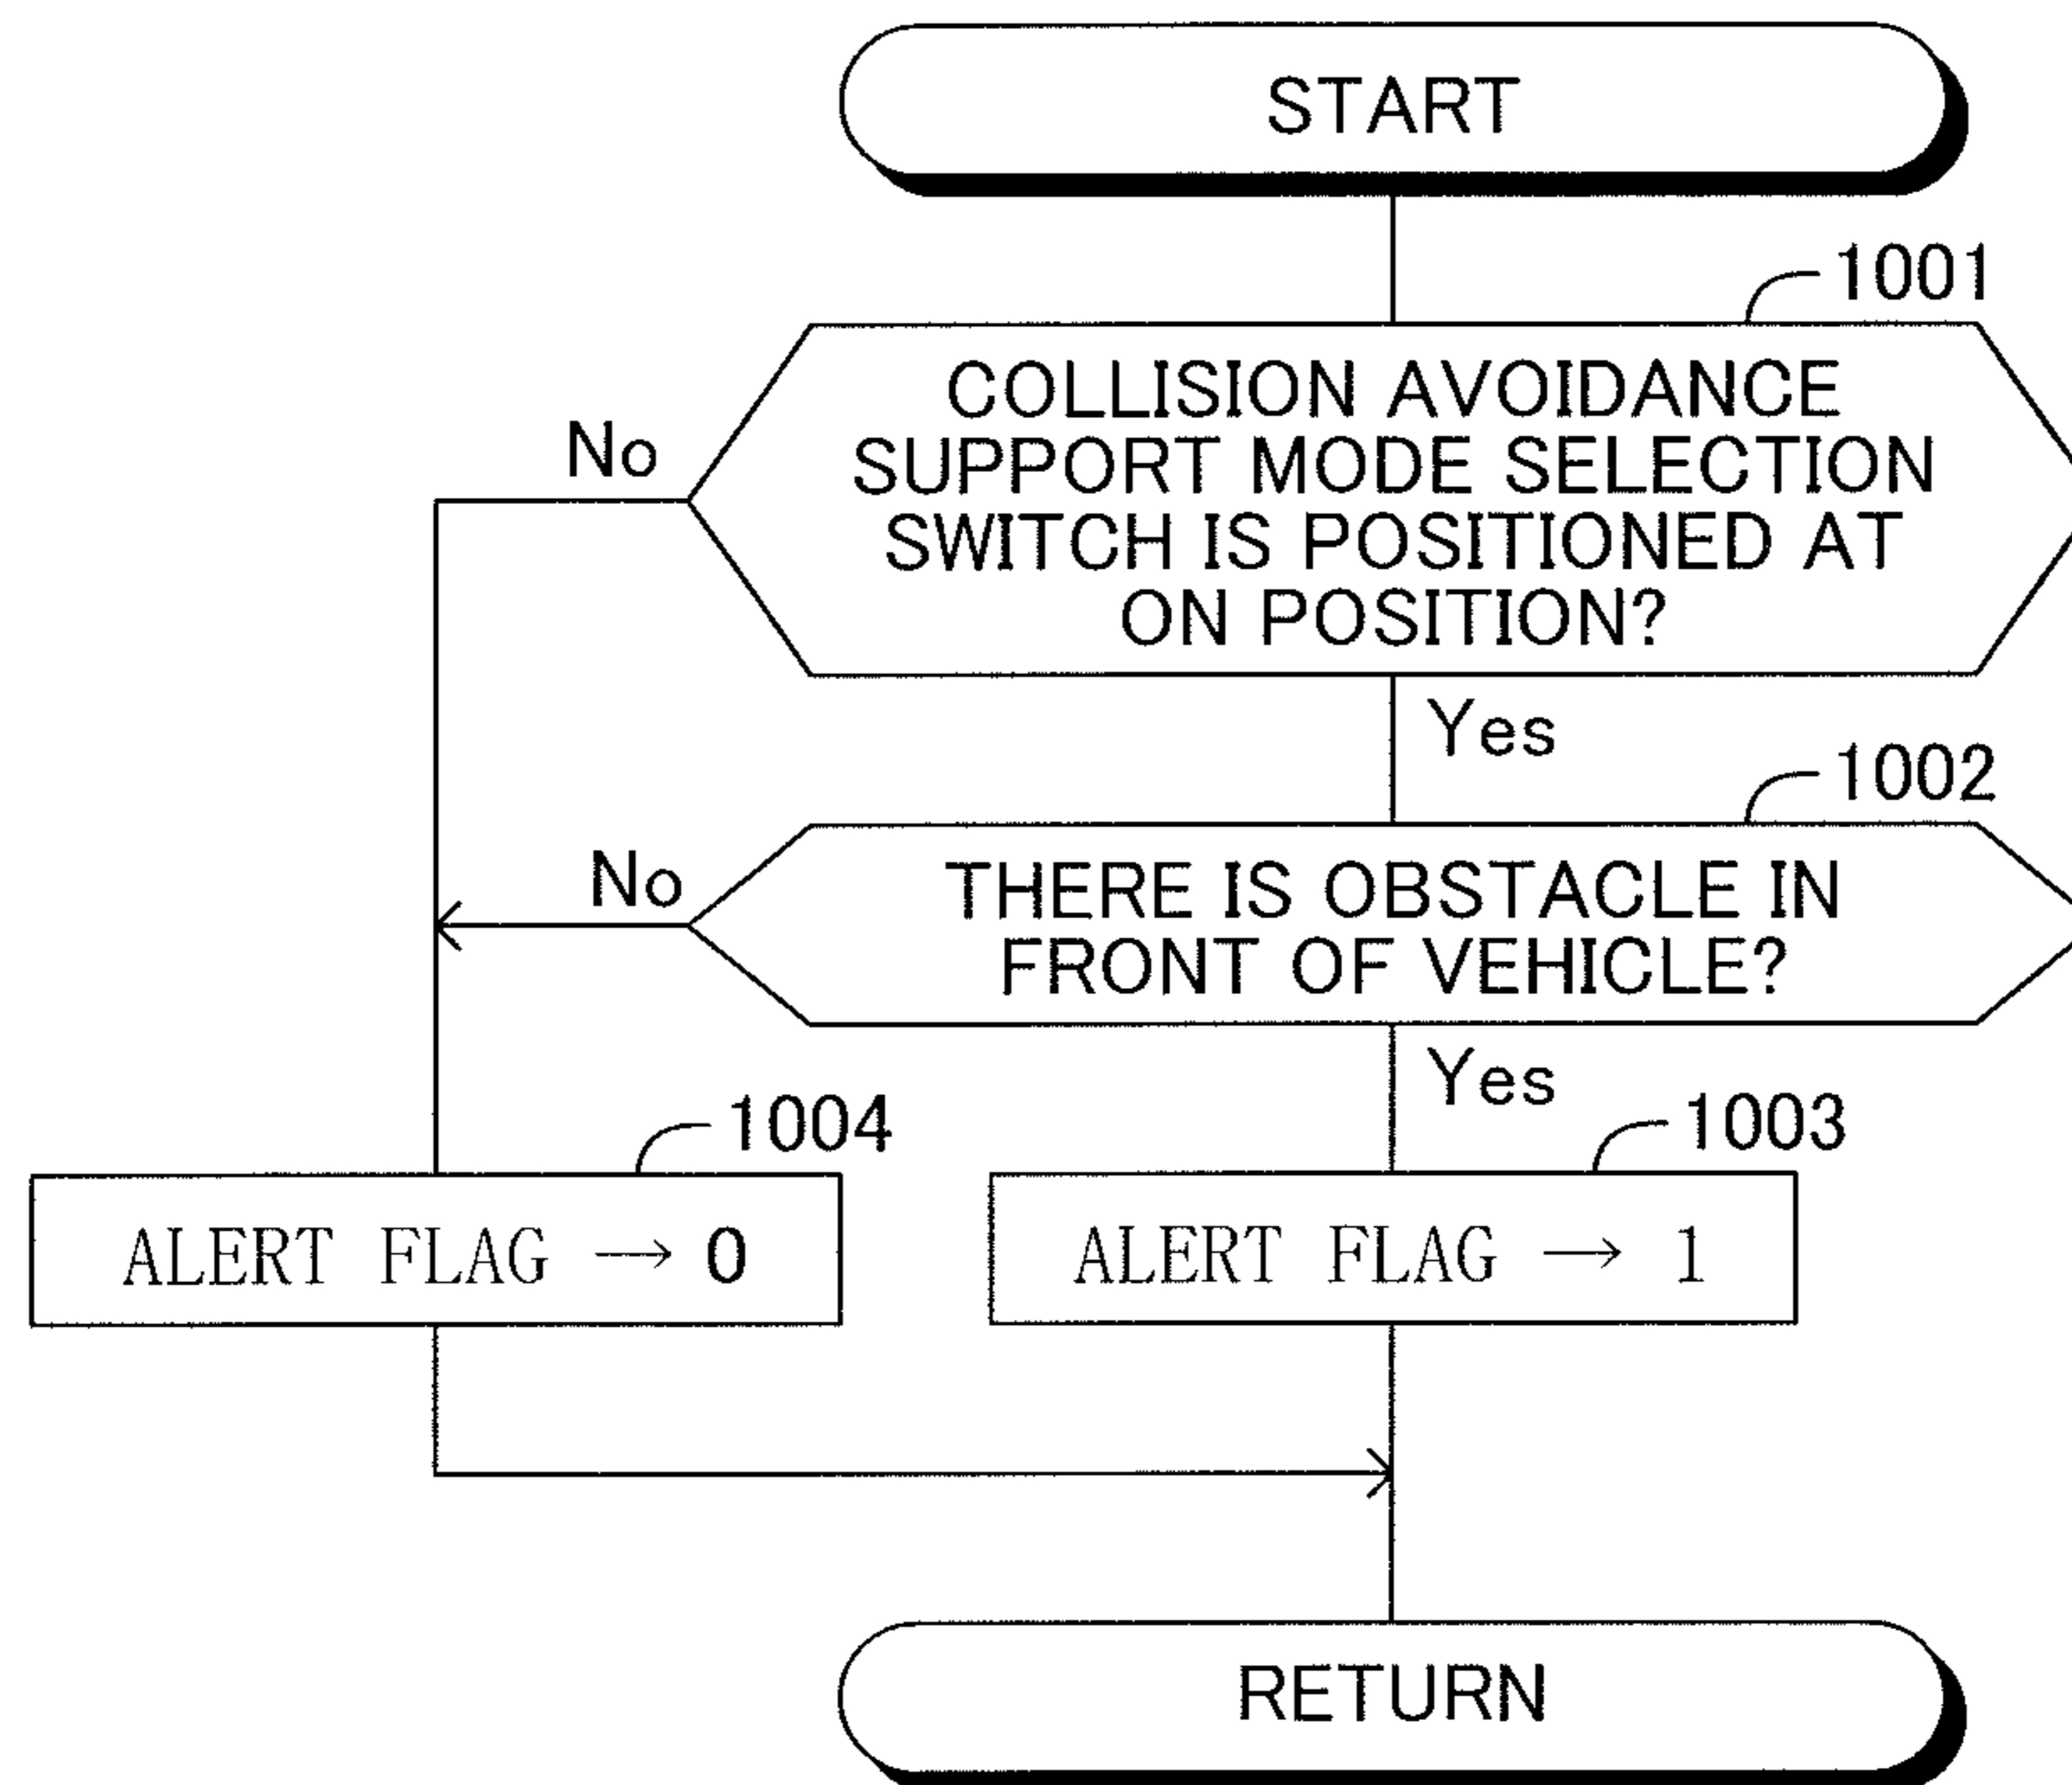 START
1001
COLLISION AVOIDANCE
SUPPORT MODE SELECTION
SWITCH IS POSITIONED AT
ON POSITION?
No
Yes
1002
THERE IS OBSTACLE IN
FRONT OF VEHICLE?
No
Yes
1004
1003
ALERT FLAG → 0
ALERT FLAG → 1
RETURN